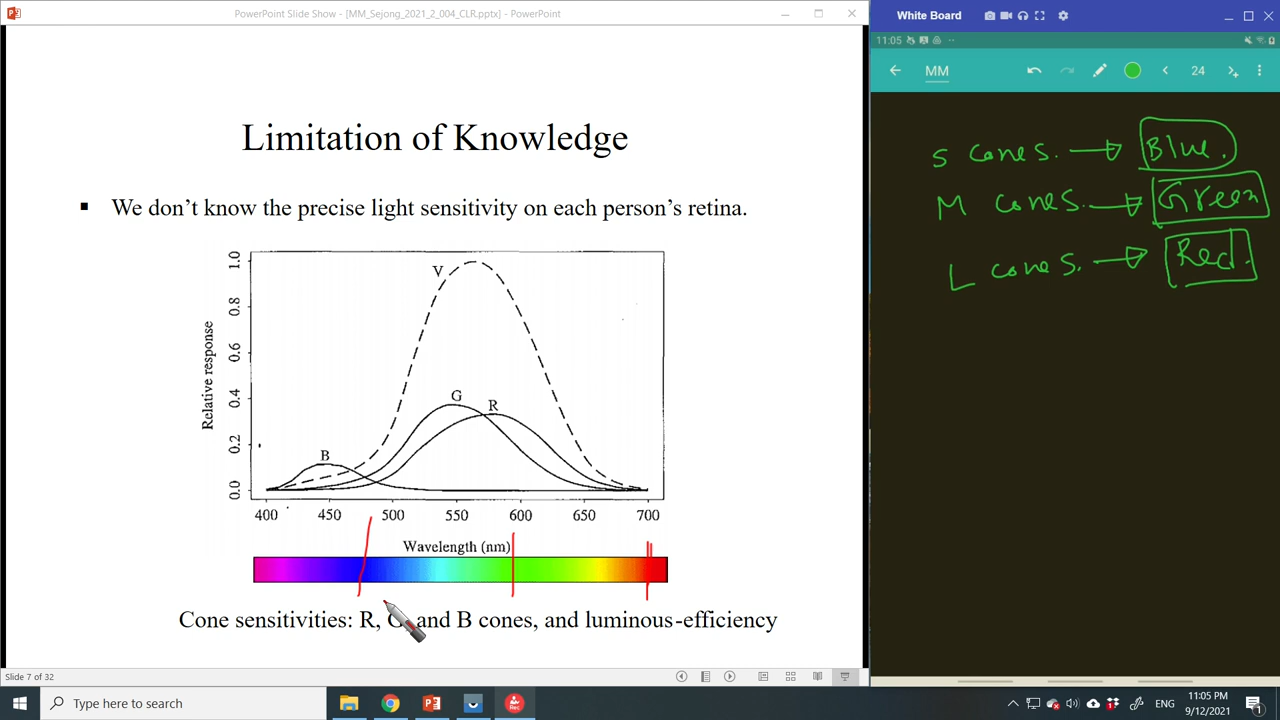 PowerPoint Slide Show - [MM_Sejong_2021_2_004_CLR.pptx] - PowerPoint
Limitation of Knowledge
▪ We don't know the precise light sensitivity on each person's retina.
Relative response
1.0
0.8
0.6
0.4
0.2
0.0
V
G
R
B
400 450 500 550 600 650 700
Wavelength (nm)
Cone sensitivities: R, G and B cones, and luminous-efficiency
Slide 7 of 32
White Board
11:05
MM
24
S cones. → Blue.
M cones. → Green
L cones. → Red.
Type here to search
ENG
11:05 PM
9/12/2021
1